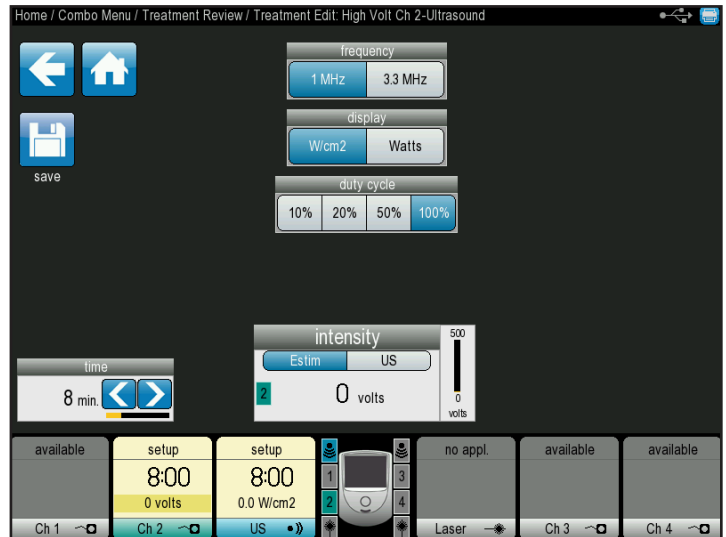 Home / Combo Menu / Treatment Review / Treatment Edit: High Volt Ch 2-Ultrasound
frequency
1 MHz 3.3 MHz
display
W/cm2 Watts
save
duty cycle
10% 20% 50% 100%
intensity
Estim US
500
2 0 volts
0
volts
time
8 min.
available setup setup no appl. available available
8:00 8:00 1 3
0 volts 0.0 W/cm2 2 4
Ch 1 Ch 2 US Laser Ch 3 Ch 4